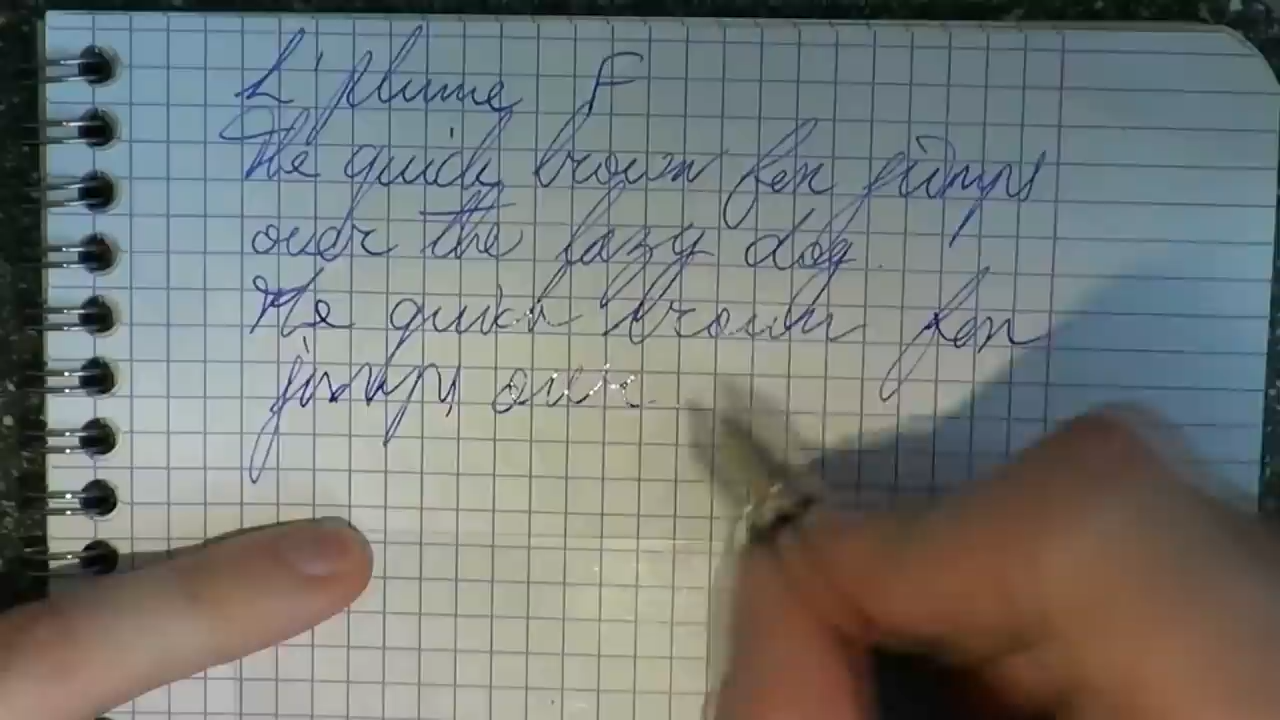 L'plume F
The quick brown fox jumps
over the lazy dog.
The quick brown fox
jumps over